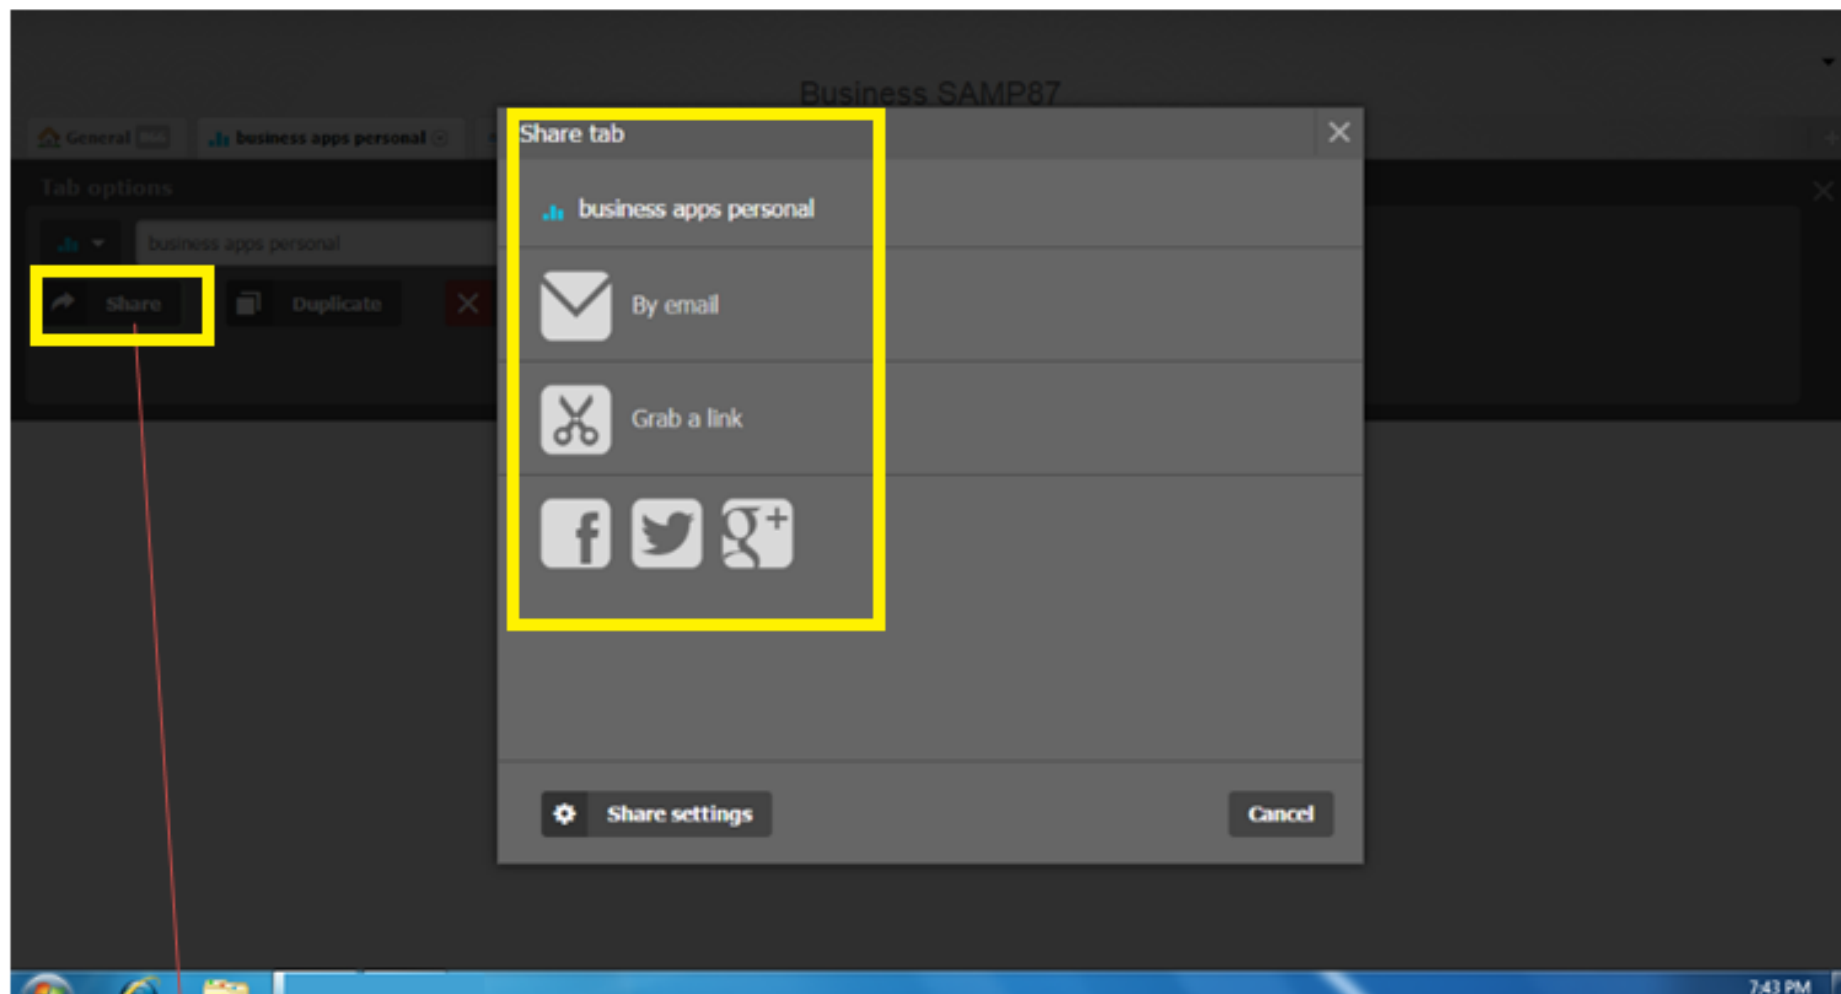 Business SAMP87
General
business apps personal
Share tab
Tab options
business apps personal
business apps personal
Share
Duplicate
By email
Grab a link
Share settings
Cancel
7:43 PM